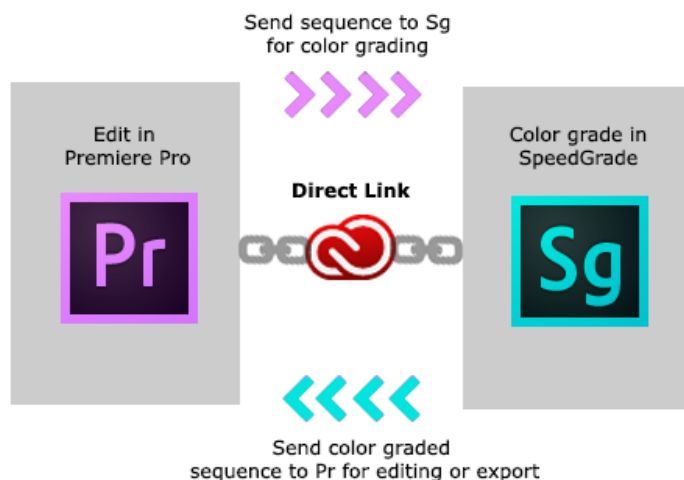 Send sequence to Sg
for color grading
Edit in
Premiere Pro
Pr
Direct Link
Color grade in
SpeedGrade
Sg
Send color graded
sequence to Pr for editing or export